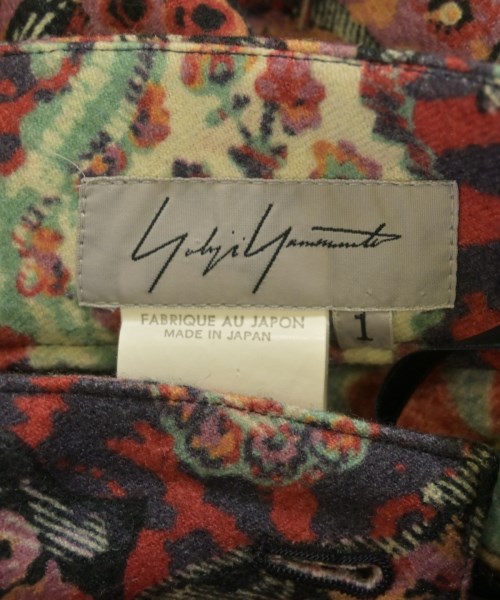 Yohji Yamamoto
FABRIQUE AU JAPON
MADE IN JAPAN
1